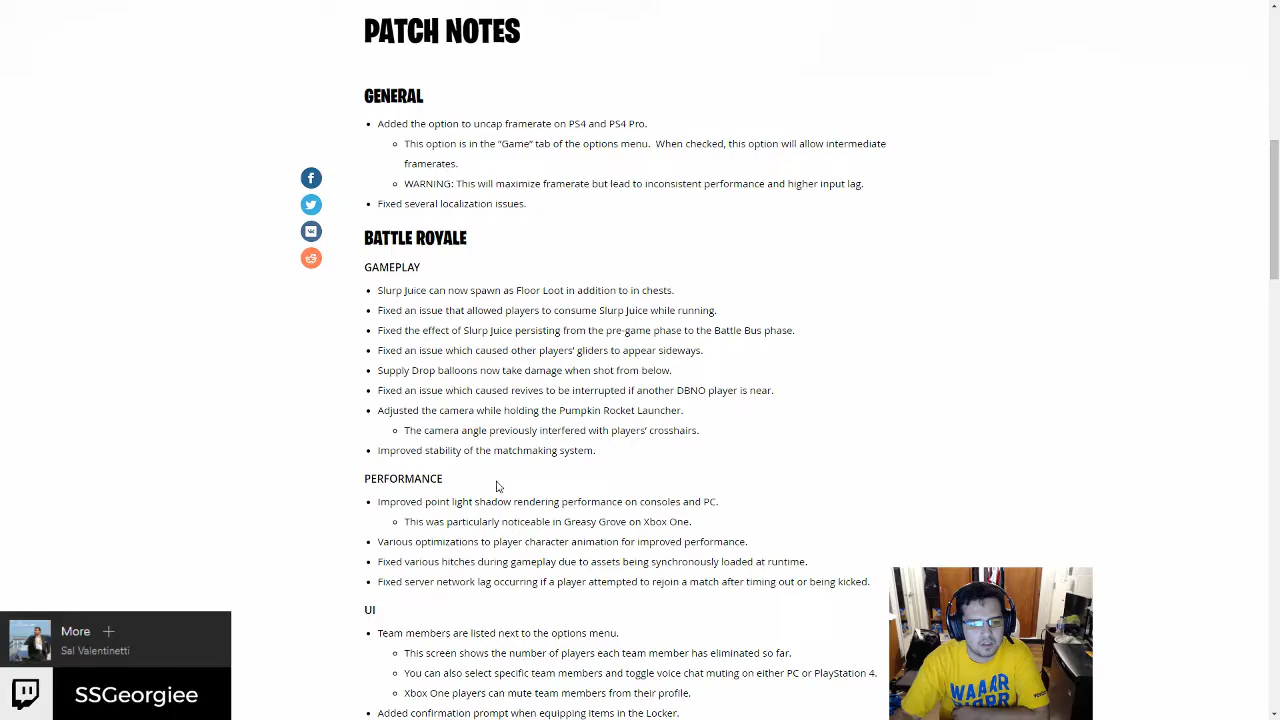 PATCH NOTES
GENERAL
Added the option to uncap framerate on PS4 and PS4 Pro.
This option is in the "Game" tab of the options menu. When checked, this option will allow intermediate
framerates.
WARNING: This will maximize framerate but lead to inconsistent performance and higher input lag.
Fixed several localization issues.
BATTLE ROYALE
GAMEPLAY
Slurp Juice can now spawn as Floor Loot in addition to in chests.
Fixed an issue that allowed players to consume Slurp Juice while running.
Fixed the effect of Slurp Juice persisting from the pre-game phase to the Battle Bus phase.
Fixed an issue which caused other players' gliders to appear sideways.
Supply Drop balloons now take damage when shot from below.
Fixed an issue which caused revives to be interrupted if another DBNO player is near.
Adjusted the camera while holding the Pumpkin Rocket Launcher.
The camera angle previously interfered with players' crosshairs.
Improved stability of the matchmaking system.
PERFORMANCE
Improved point light shadow rendering performance on consoles and PC.
This was particularly noticeable in Greasy Grove on Xbox One.
Various optimizations to player character animation for improved performance.
Fixed various hitches during gameplay due to assets being synchronously loaded at runtime.
Fixed server network lag occurring if a player attempted to rejoin a match after timing out or being kicked.
UI
Team members are listed next to the options menu.
This screen shows the number of players each team member has eliminated so far.
You can also select specific team members and toggle voice chat muting on either PC or PlayStation 4.
Xbox One players can mute team members from their profile.
Added confirmation prompt when equipping items in the Locker.
More +
Sal Valentinetti
SSGeorgiee